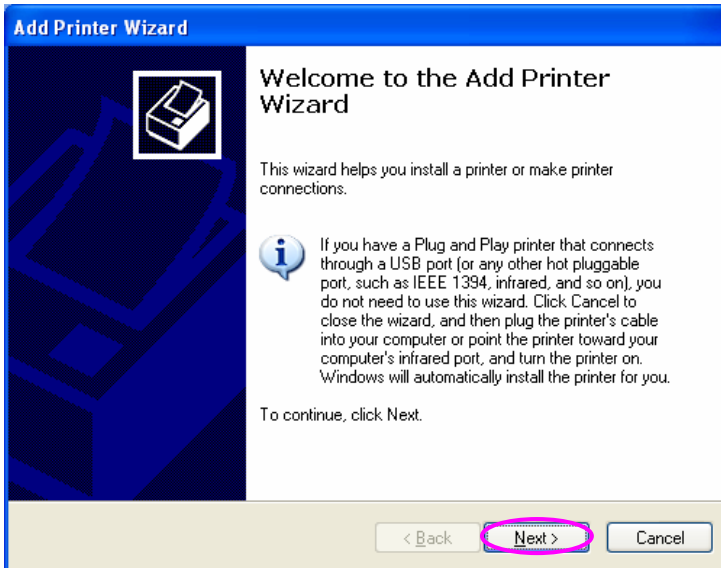 Add Printer Wizard
Welcome to the Add Printer
Wizard
This wizard helps you install a printer or make printer
connections.
If you have a Plug and Play printer that connects
through a USB port (or any other hot pluggable
port, such as IEEE 1394, infrared, and so on), you
do not need to use this wizard. Click Cancel to
close the wizard, and then plug the printer's cable
into your computer or point the printer toward your
computer's infrared port, and turn the printer on.
Windows will automatically install the printer for you.
To continue, click Next.
< Back Next > Cancel